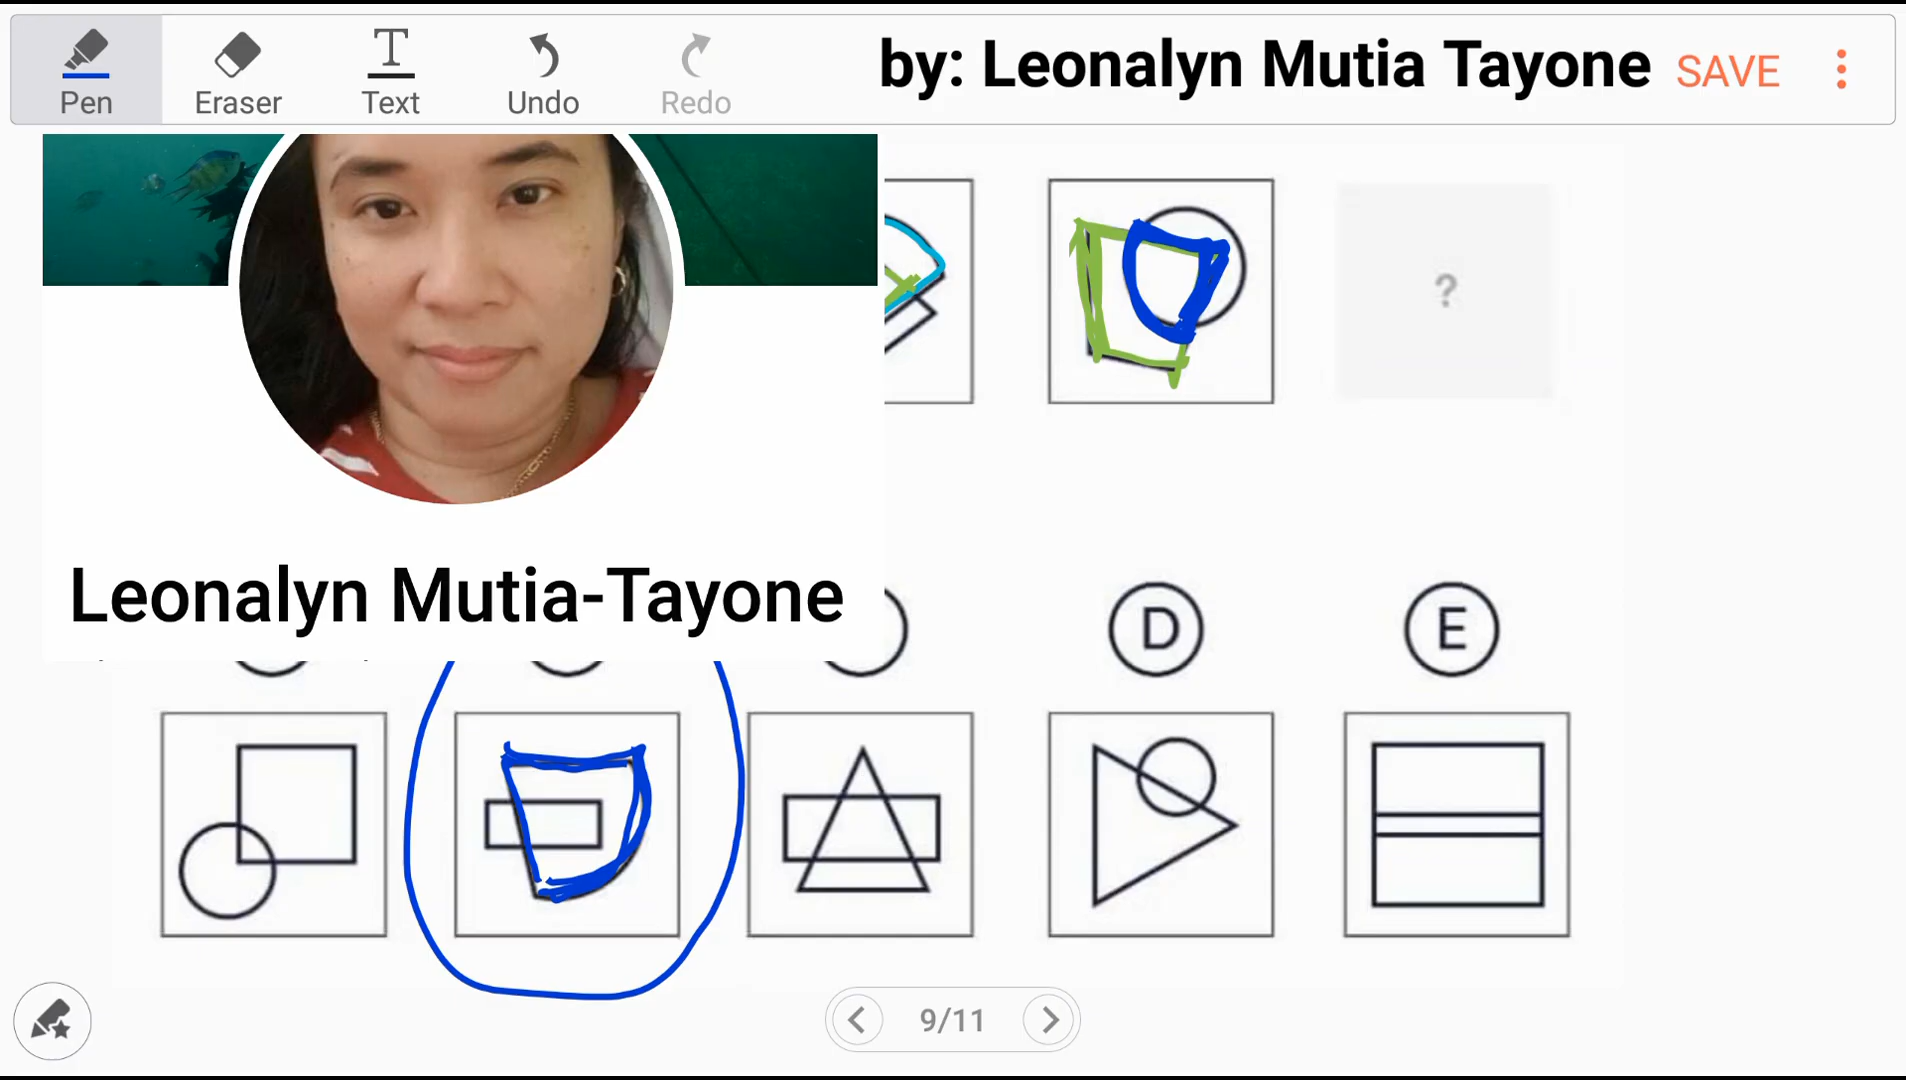 by: Leonalyn Mutia Tayone
SAVE
Pen
Eraser
Text
Undo
Redo
?
Leonalyn Mutia-Tayone
D
E
9/11